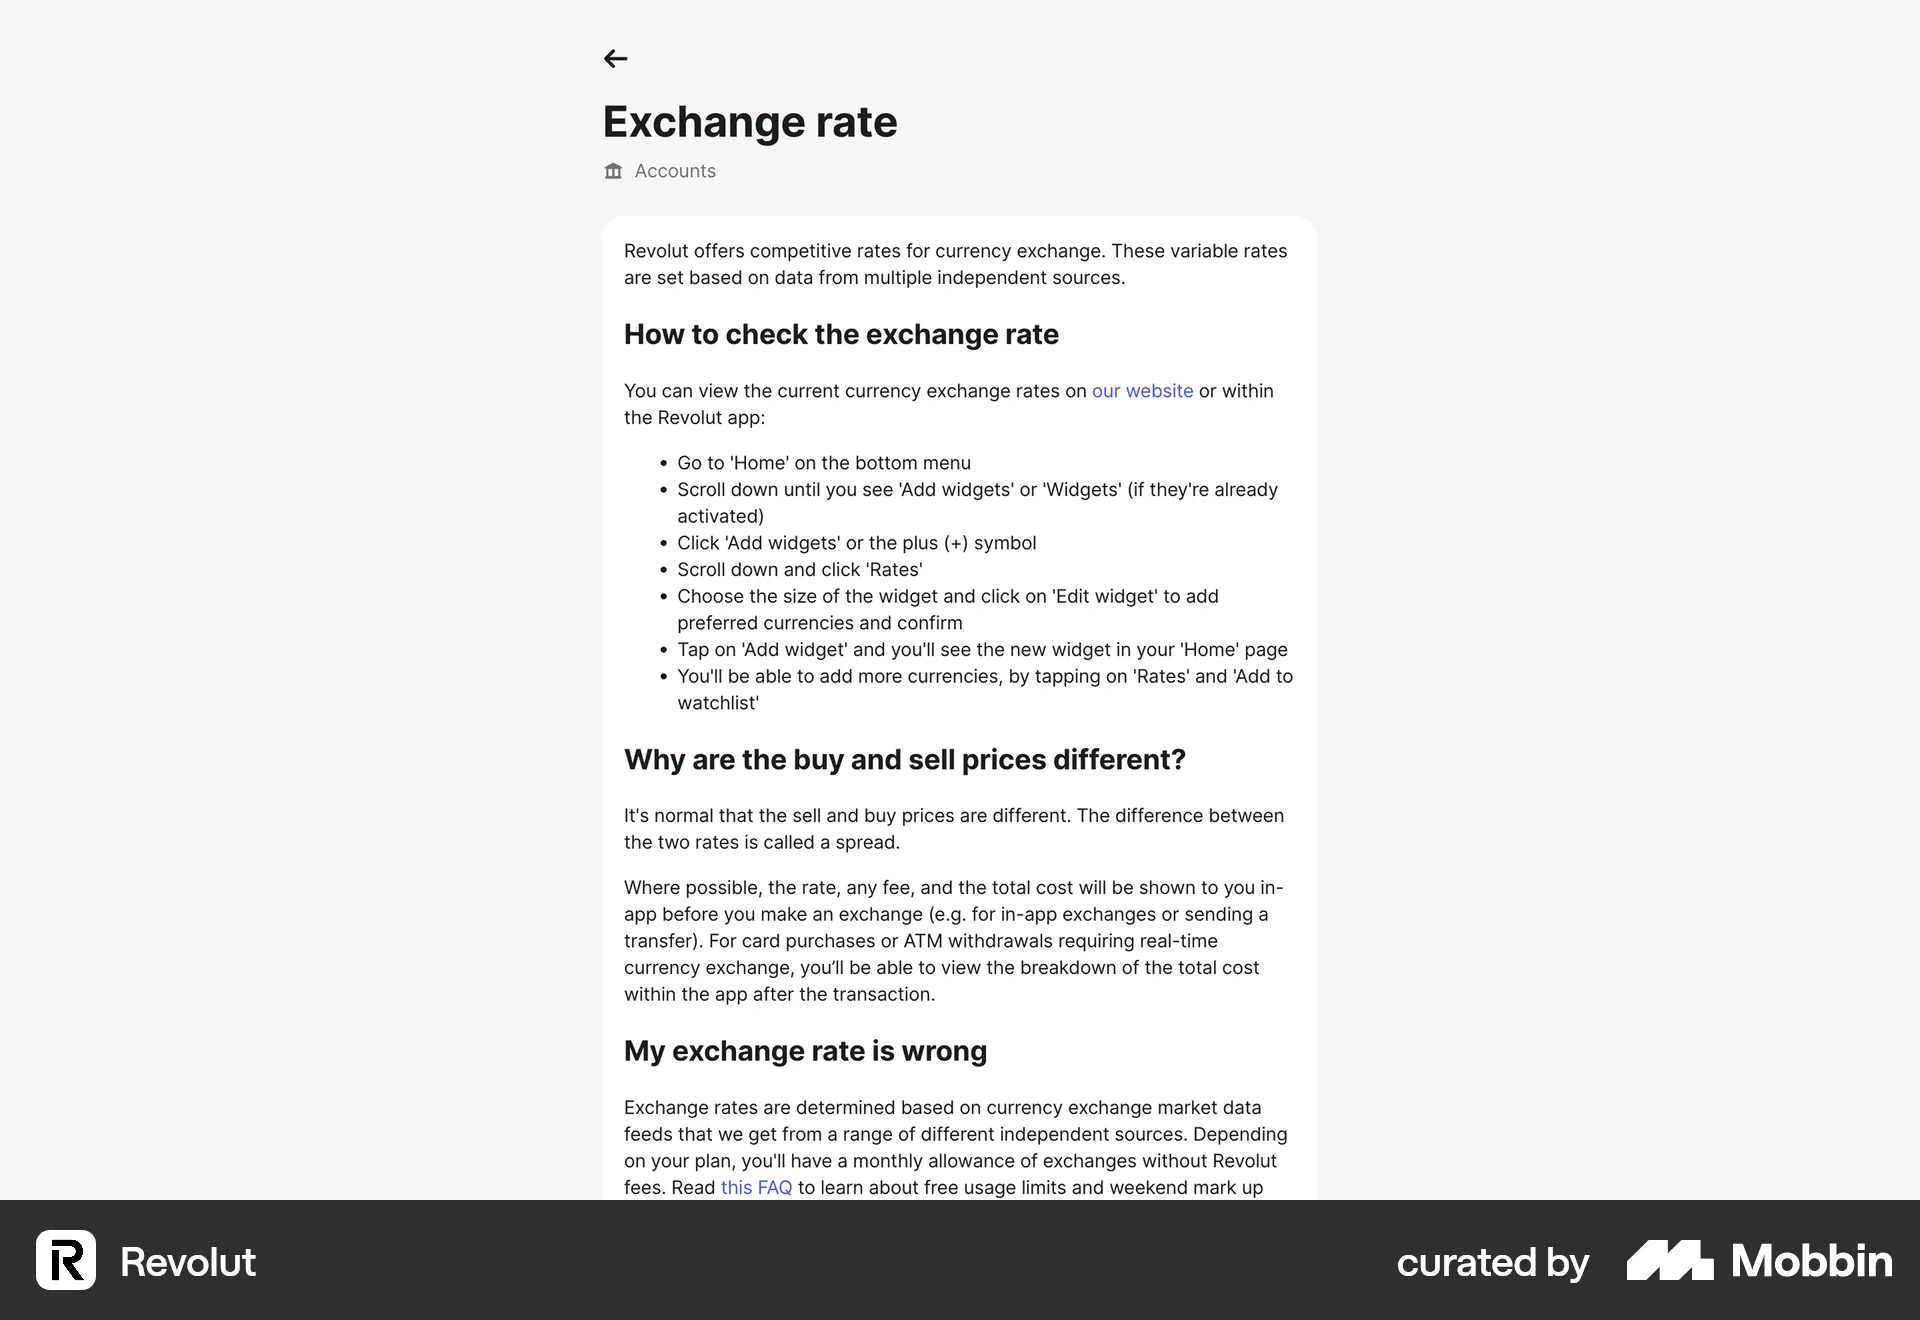 Exchange rate
Accounts
Revolut offers competitive rates for currency exchange. These variable rates
are set based on data from multiple independent sources.
How to check the exchange rate
You can view the current currency exchange rates on our website or within
the Revolut app:
• Go to 'Home' on the bottom menu
• Scroll down until you see 'Add widgets' or 'Widgets' (if they're already
activated)
• Click 'Add widgets' or the plus (+) symbol
• Scroll down and click 'Rates'
• Choose the size of the widget and click on 'Edit widget' to add
preferred currencies and confirm
• Tap on 'Add widget' and you'll see the new widget in your 'Home' page
• You'll be able to add more currencies, by tapping on 'Rates' and 'Add to
watchlist'
Why are the buy and sell prices different?
It's normal that the sell and buy prices are different. The difference between
the two rates is called a spread.
Where possible, the rate, any fee, and the total cost will be shown to you in-
app before you make an exchange (e.g. for in-app exchanges or sending a
transfer). For card purchases or ATM withdrawals requiring real-time
currency exchange, you’ll be able to view the breakdown of the total cost
within the app after the transaction.
My exchange rate is wrong
Exchange rates are determined based on currency exchange market data
feeds that we get from a range of different independent sources. Depending
on your plan, you'll have a monthly allowance of exchanges without Revolut
fees. Read this FAQ to learn about free usage limits and weekend mark up
R Revolut
curated by Mobbin